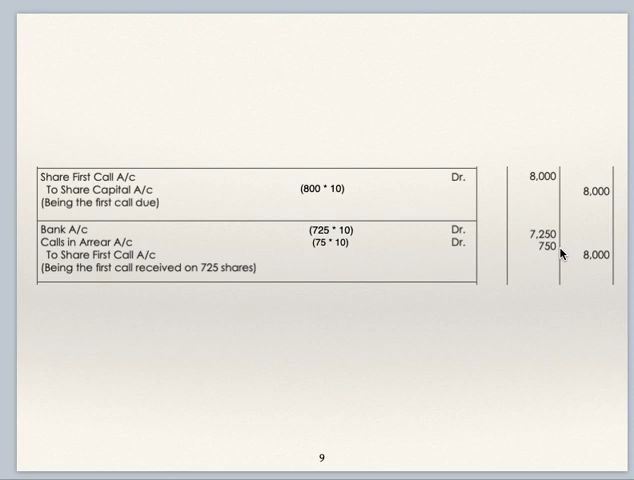 Share First Call A/c Dr. 8,000
To Share Capital A/c (800 * 10) 8,000
(Being the first call due)
Bank A/c (725 * 10) Dr. 7,250
Calls in Arrear A/c (75 * 10) Dr. 750
To Share First Call A/c 8,000
(Being the first call received on 725 shares)
9